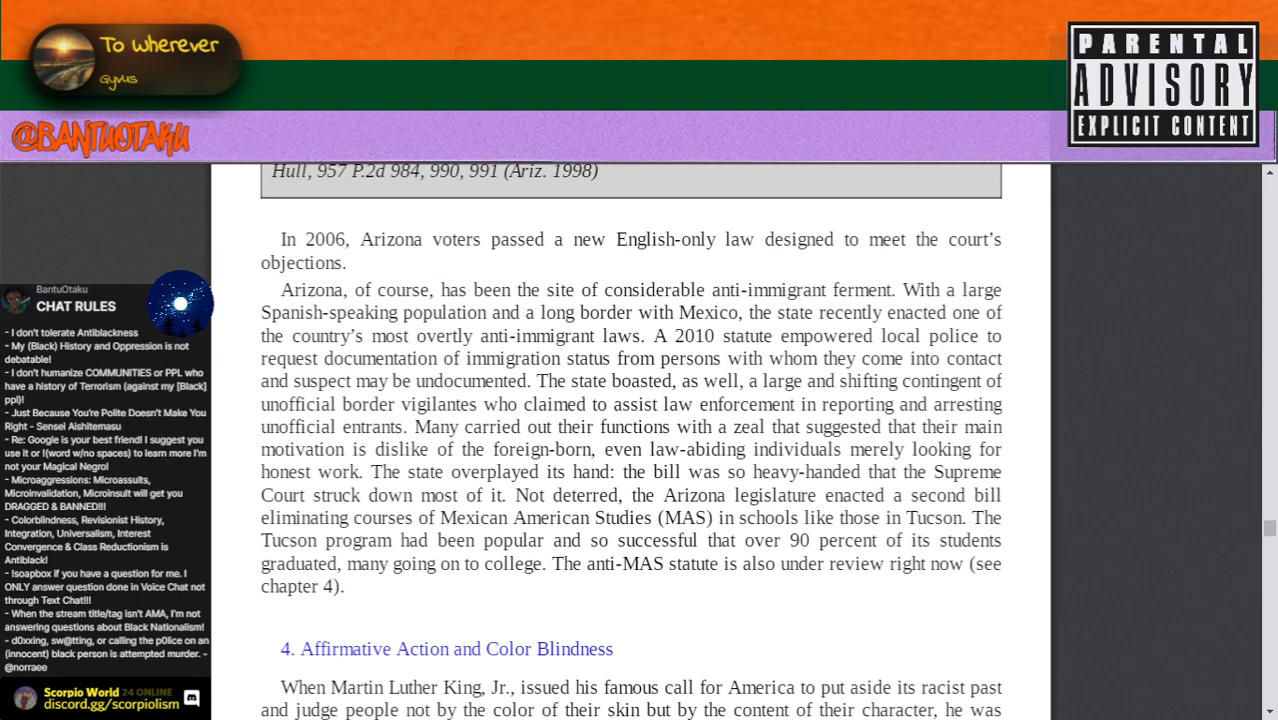 To wherever
Gyvus
PARENTAL
ADVISORY
EXPLICIT CONTENT
@BANTUOTAKU
Hull, 957 P.2d 984, 990, 991 (Ariz. 1998)
In 2006, Arizona voters passed a new English-only law designed to meet the court’s
objections.
Arizona, of course, has been the site of considerable anti-immigrant ferment. With a large
Spanish-speaking population and a long border with Mexico, the state recently enacted one of
the country’s most overtly anti-immigrant laws. A 2010 statute empowered local police to
request documentation of immigration status from persons with whom they come into contact
and suspect may be undocumented. The state boasted, as well, a large and shifting contingent of
unofficial border vigilantes who claimed to assist law enforcement in reporting and arresting
unofficial entrants. Many carried out their functions with a zeal that suggested that their main
motivation is dislike of the foreign-born, even law-abiding individuals merely looking for
honest work. The state overplayed its hand: the bill was so heavy-handed that the Supreme
Court struck down most of it. Not deterred, the Arizona legislature enacted a second bill
eliminating courses of Mexican American Studies (MAS) in schools like those in Tucson. The
Tucson program had been popular and so successful that over 90 percent of its students
graduated, many going on to college. The anti-MAS statute is also under review right now (see
chapter 4).
4. Affirmative Action and Color Blindness
When Martin Luther King, Jr., issued his famous call for America to put aside its racist past
and judge people not by the color of their skin but by the content of their character, he was
BantuOtaku
CHAT RULES
- I don't tolerate Antiblackness
- My (Black) History and Oppression is not
debatable!
- I don't humanize COMMUNITIES or PPL who
have a history of Terrorism (against my [Black]
ppl)!
- Just Because You're Polite Doesn't Make You
Right - Sensei Aishitemasu
- Re: Google is your best friend! I suggest you
use it or !(word w/no spaces) to learn more I'm
not your Magical Negro!
- Microaggressions: Microassults,
Microinvalidation, Microinsult will get you
DRAGGED & BANNED!!!
- Colorblindness, Revisionist History,
Integration, Universalism, Interest
Convergence & Class Reductionism is
Antiblack!
- !soapbox if you have a question for me. I
ONLY answer question done in Voice Chat not
through Text Chat!!!
- When the stream title/tag isn't AMA, I'm not
answering questions about Black Nationalism!
- d0xxing, sw@tting, or calling the p0lice on an
(innocent) black person is attempted murder. -
@norraee
Scorpio World 24 ONLINE
discord.gg/scorpiolism